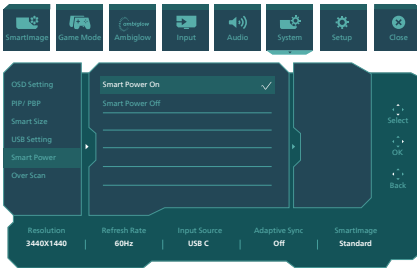 SmartImage
Game Mode
ambiglow
Ambiglow
Input
Audio
System
Setup
Close
OSD Setting
PIP/ PBP
Smart Size
USB Setting
Smart Power
Over Scan
Smart Power On
Smart Power Off
Select
OK
Back
Resolution
Refresh Rate
Input Source
Adaptive Sync
SmartImage
3440X1440
60Hz
USB C
Off
Standard